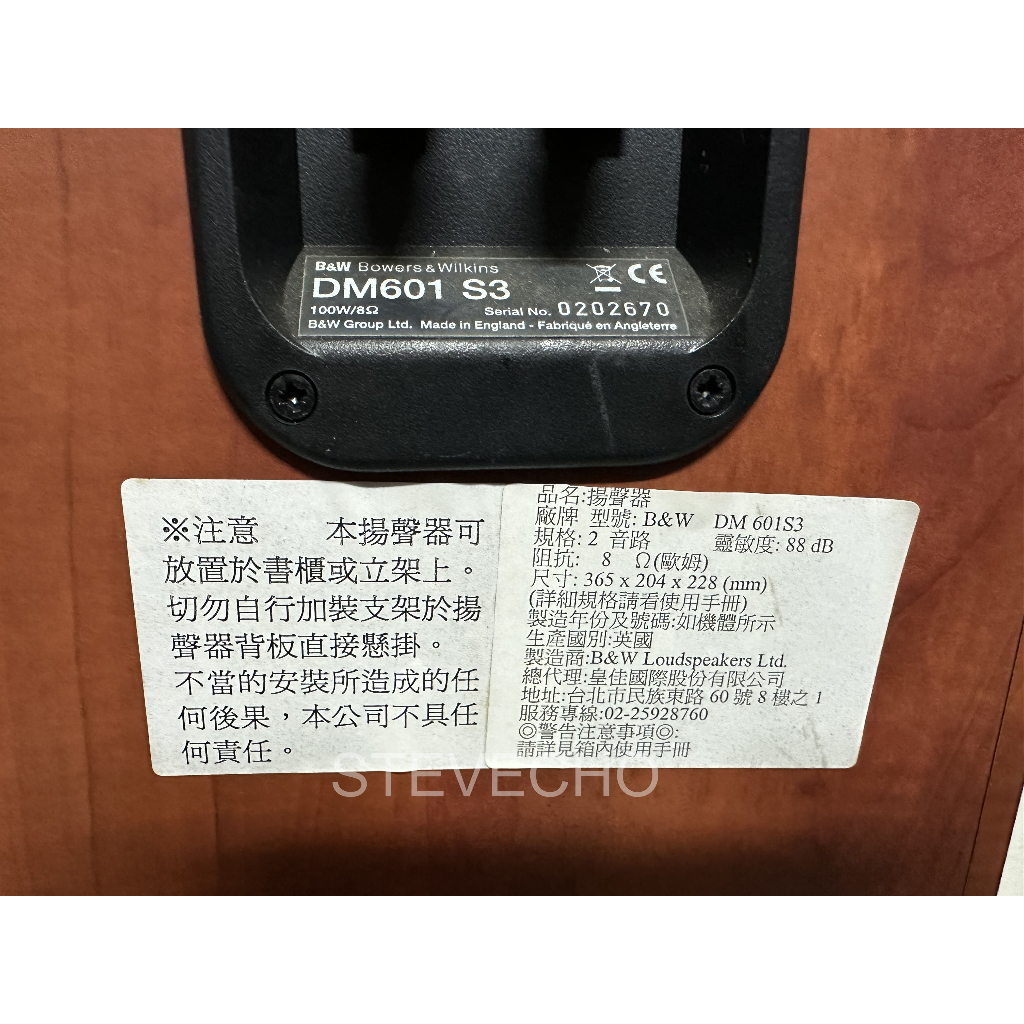 B&W Bowers & Wilkins
DM601 S3
100W/8Ω
Serial No. 0202670
B&W Group Ltd. Made in England - Fabriqué en Angleterre
※注意 本揚聲器可
放置於書櫃或立架上。
切勿自行加裝支架於揚
聲器背板直接懸掛。
不當的安裝所造成的任
何後果，本公司不具任
何責任。
品名:揚聲器
廠牌 型號: B&W DM 601S3
規格: 2 音路 靈敏度: 88 dB
阻抗: 8 Ω(歐姆)
尺寸: 365 x 204 x 228 (mm)
(詳細規格請看使用手冊)
製造年份及號碼:如機體所示
生產國別:英國
製造商:B&W Loudspeakers Ltd.
總代理:皇佳國際股份有限公司
地址:台北市民族東路 60 號 8 樓之 1
服務專線:02-25928760
◎警告注意事項◎:
請詳見箱內使用手冊
STEVECHO